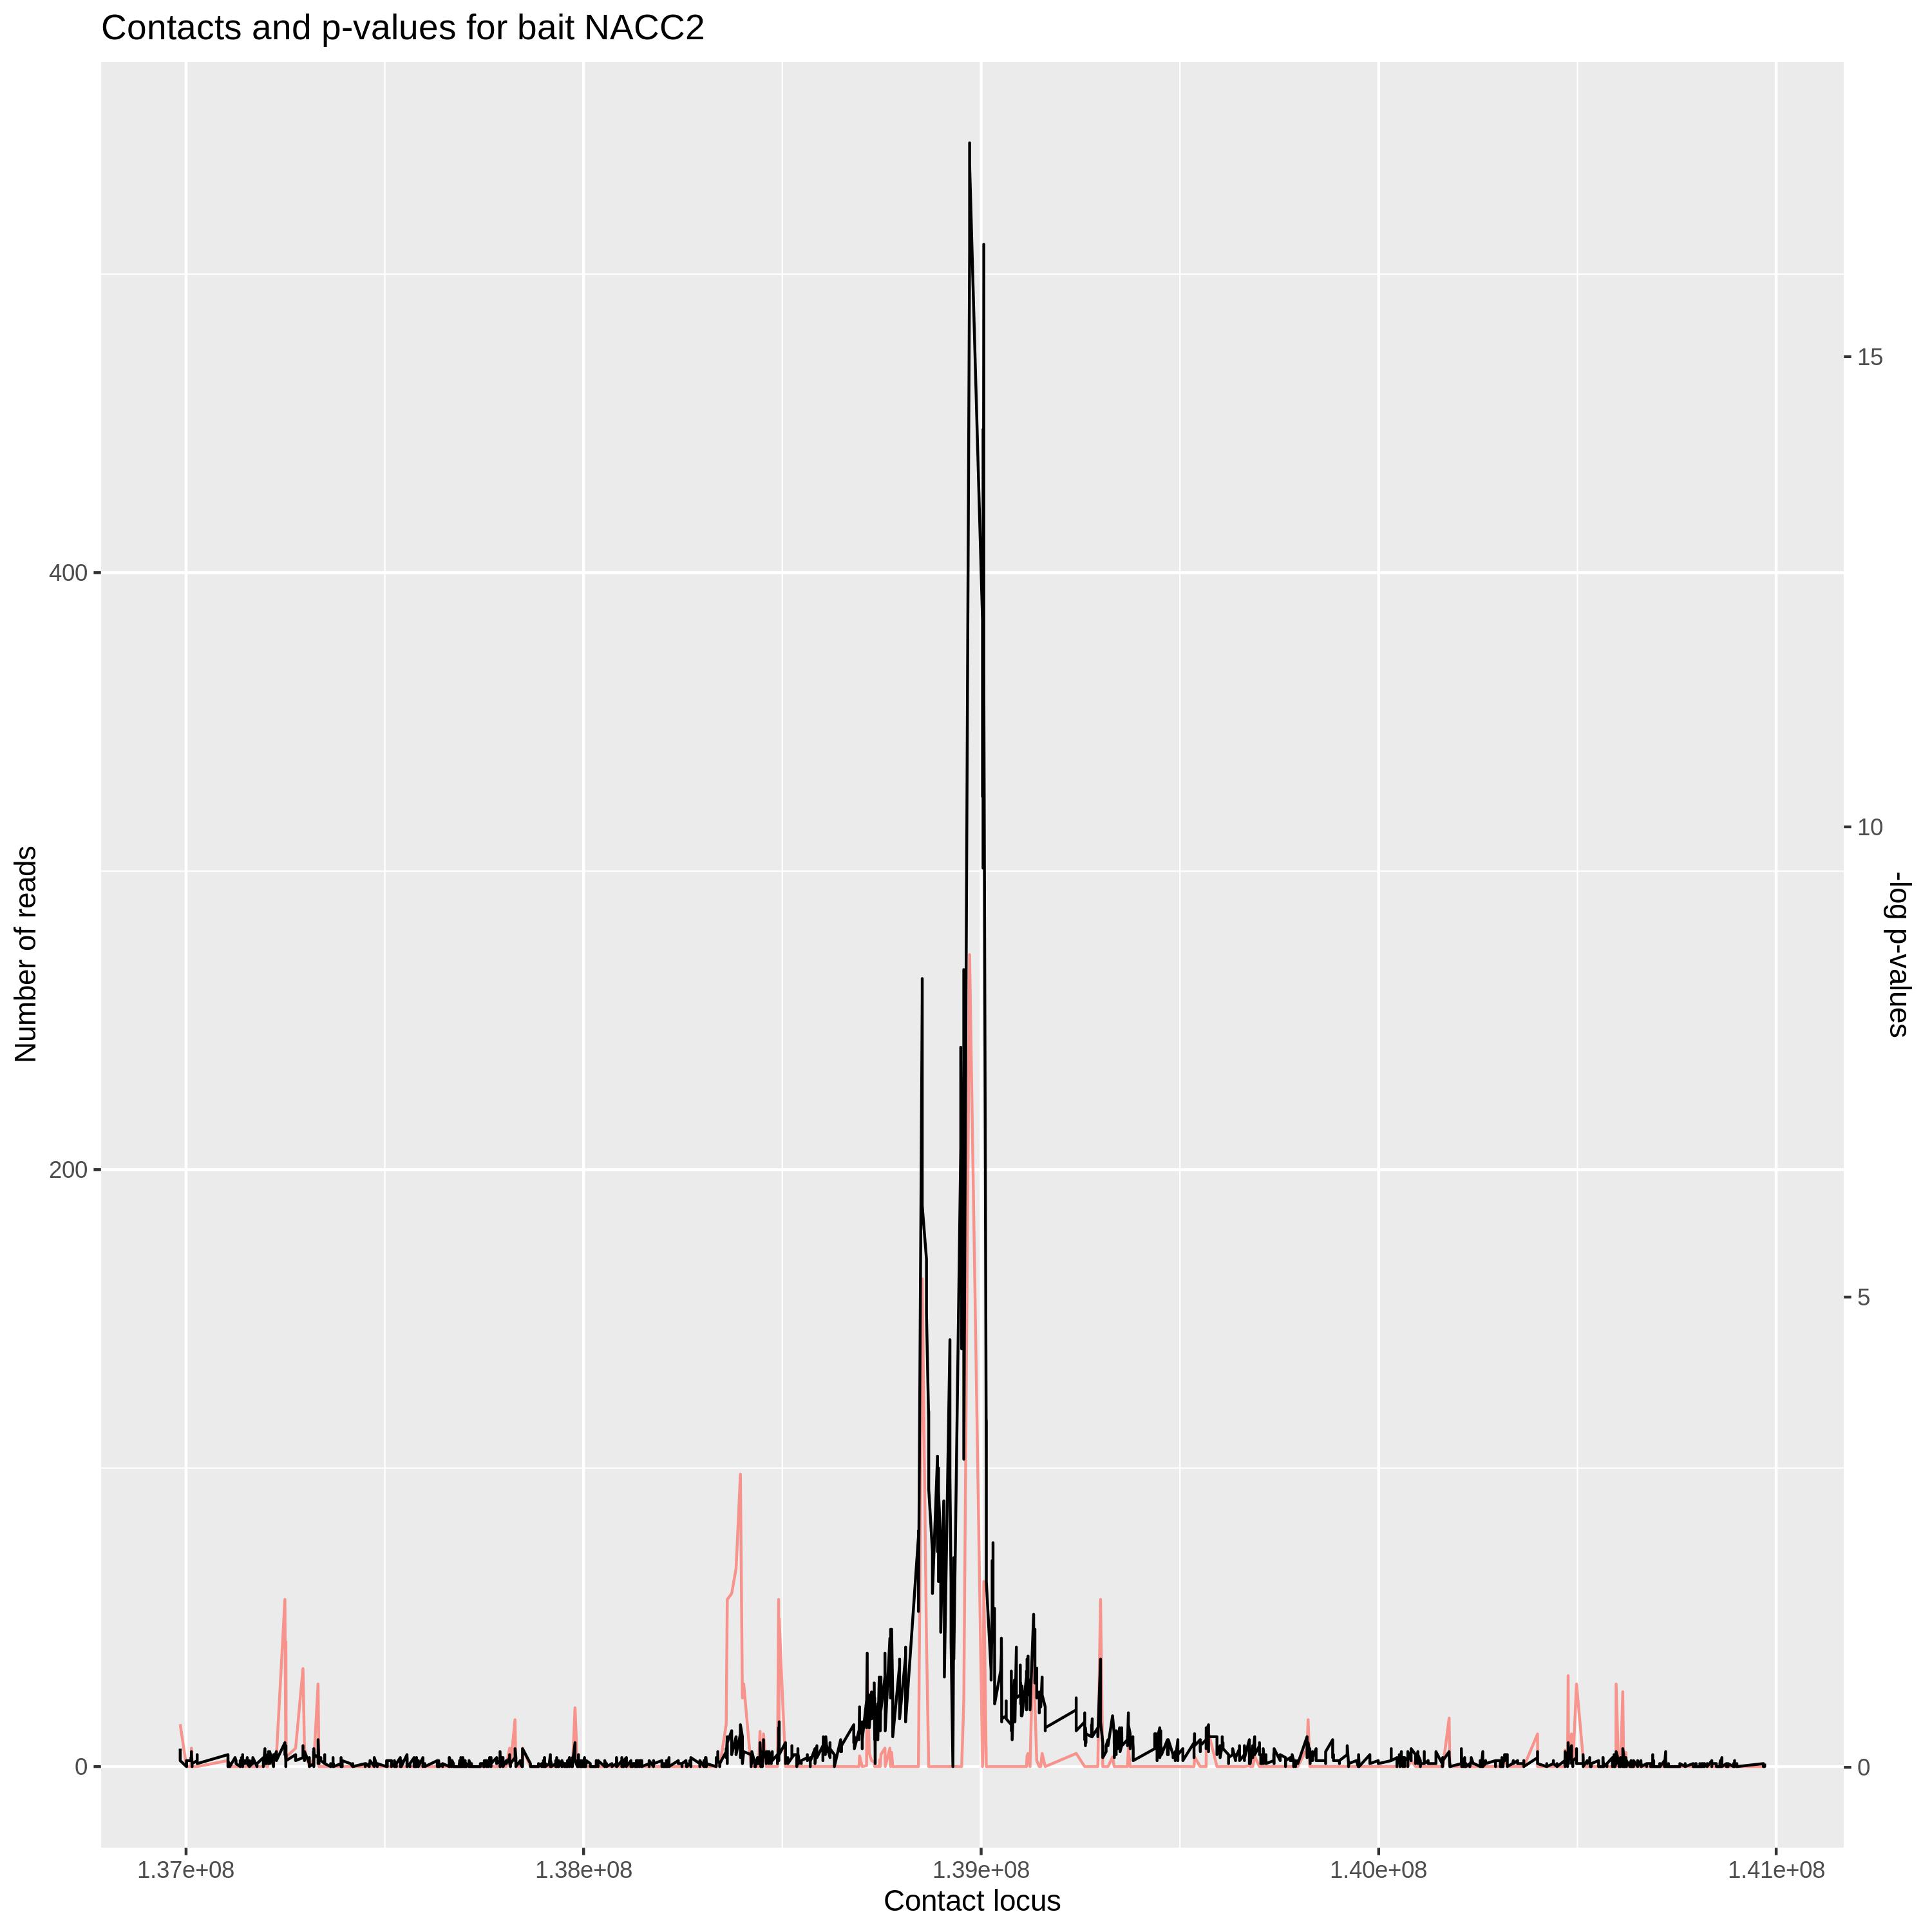 Contacts and p-values for bait NACC2
Number of reads
400
200
0
15
10
5
0
-log p-values
1.37e+08
1.38e+08
1.39e+08
1.40e+08
1.41e+08
Contact locus